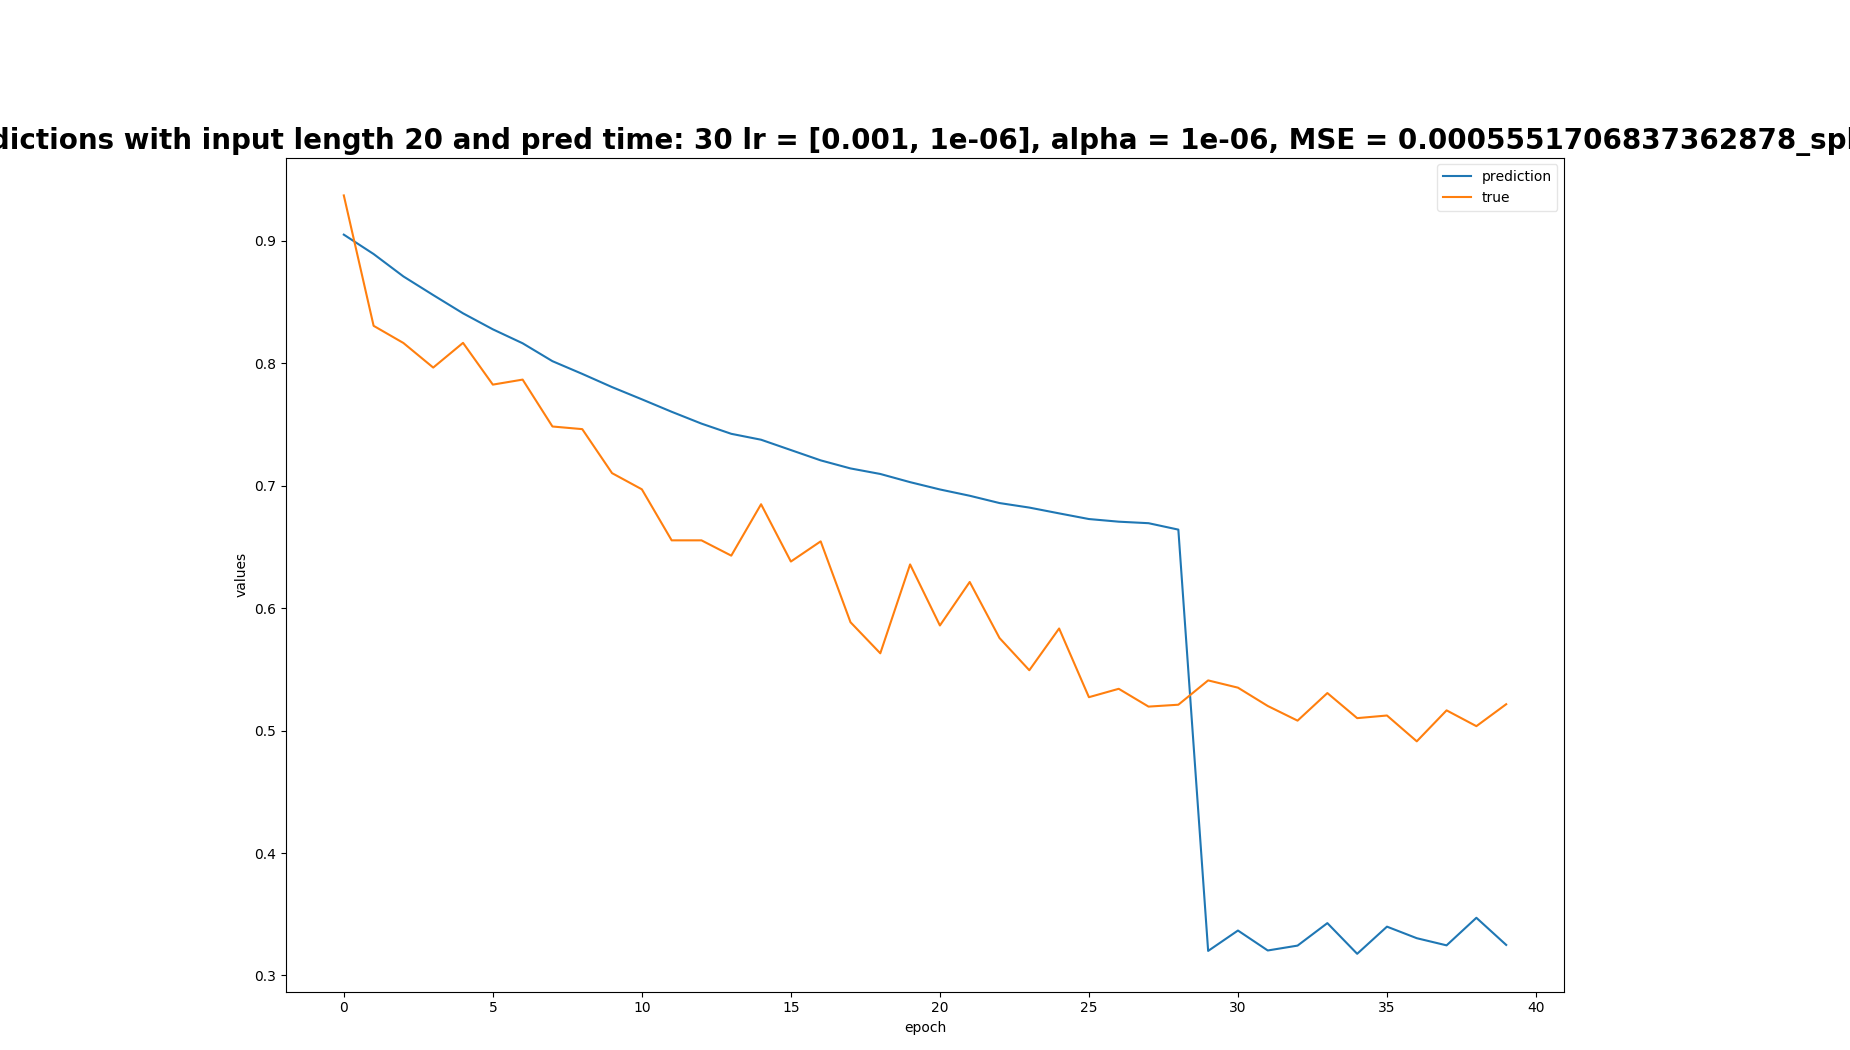 dictions with input length 20 and pred time: 30 lr = [0.001, 1e-06], alpha = 1e-06, MSE = 0.0005551706837362878_spl
prediction
true
0.9
0.8
0.7
0.6
0.5
0.4
0.3
values
0 5 10 15 20 25 30 35 40
epoch